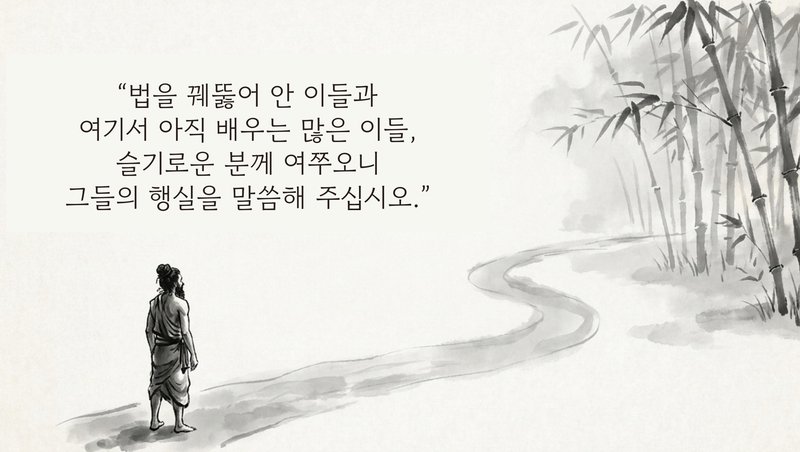 “법을 꿰뚫어 안 이들과
여기서 아직 배우는 많은 이들,
슬기로운 분께 여쭈오니
그들의 행실을 말씀해 주십시오.”